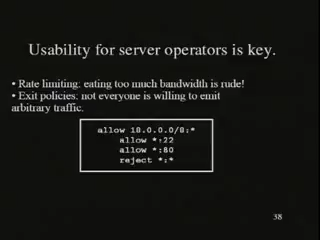 Usability for server operators is key.
• Rate limiting: eating too much bandwidth is rude!
• Exit policies: not everyone is willing to emit
arbitrary traffic.
allow 18.0.0.0/8:*
allow *:22
allow *:80
reject *:*
38